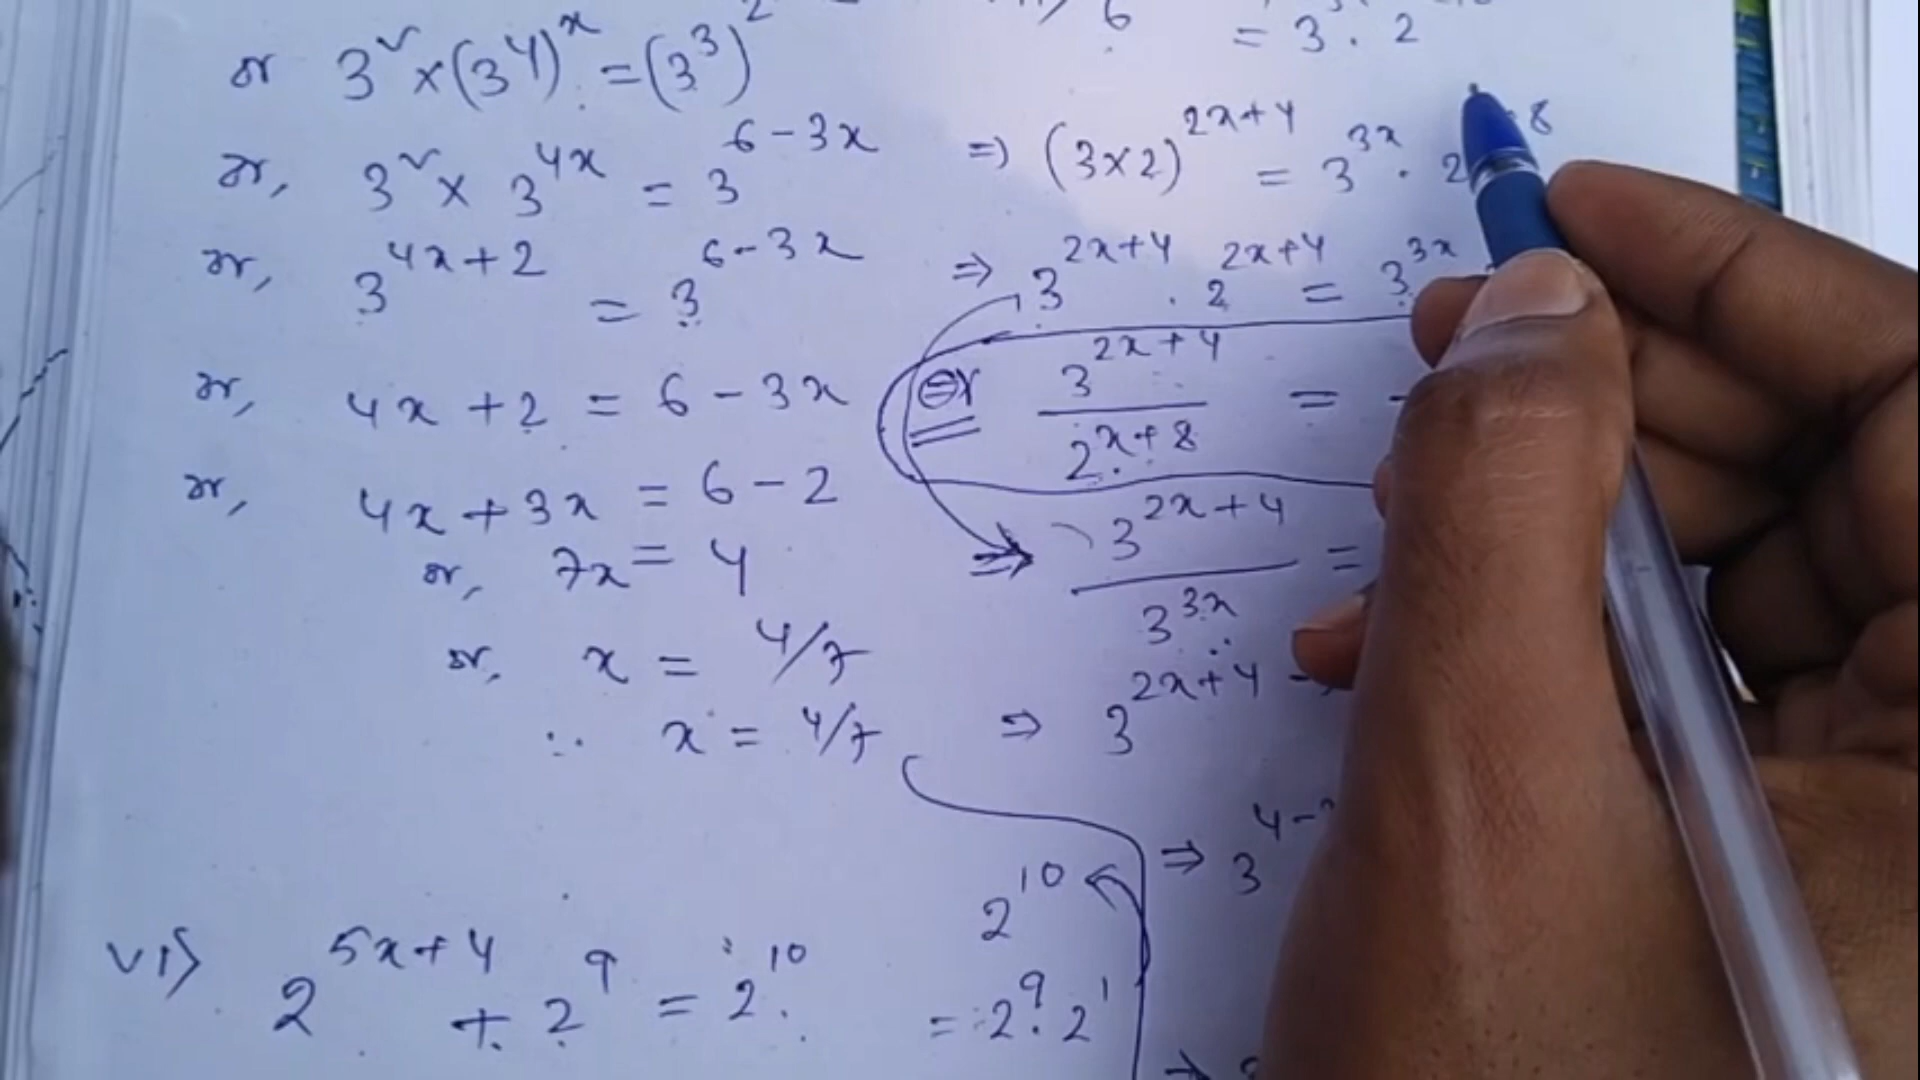 or 3² × (3⁴)ˣ = (3³)²
or, 3² × 3⁴ˣ = 3⁶⁻³ˣ
or, 3⁴ˣ⁺² = 3⁶⁻³ˣ
or, 4x + 2 = 6 - 3x
or, 4x + 3x = 6 - 2
or, 7x = 4
or, x = 4/7
∴ x = 4/7
vi) 2⁵ˣ⁺⁴ + 2⁹ = 2¹⁰
2¹⁰
= 2⁹ . 2¹
6 = 3 . 2
⇒ (3×2)²ˣ⁺⁴ = 3³ˣ . 2 8
⇒ 3²ˣ⁺⁴ . 2²ˣ⁺⁴ = 3³ˣ
or 3²ˣ⁺⁴ / 2ˣ⁺⁸ =
⇒ 3²ˣ⁺⁴ / 3³ˣ =
⇒ 3²ˣ⁺⁴ ⁻
⇒ 3⁴⁻
⇒